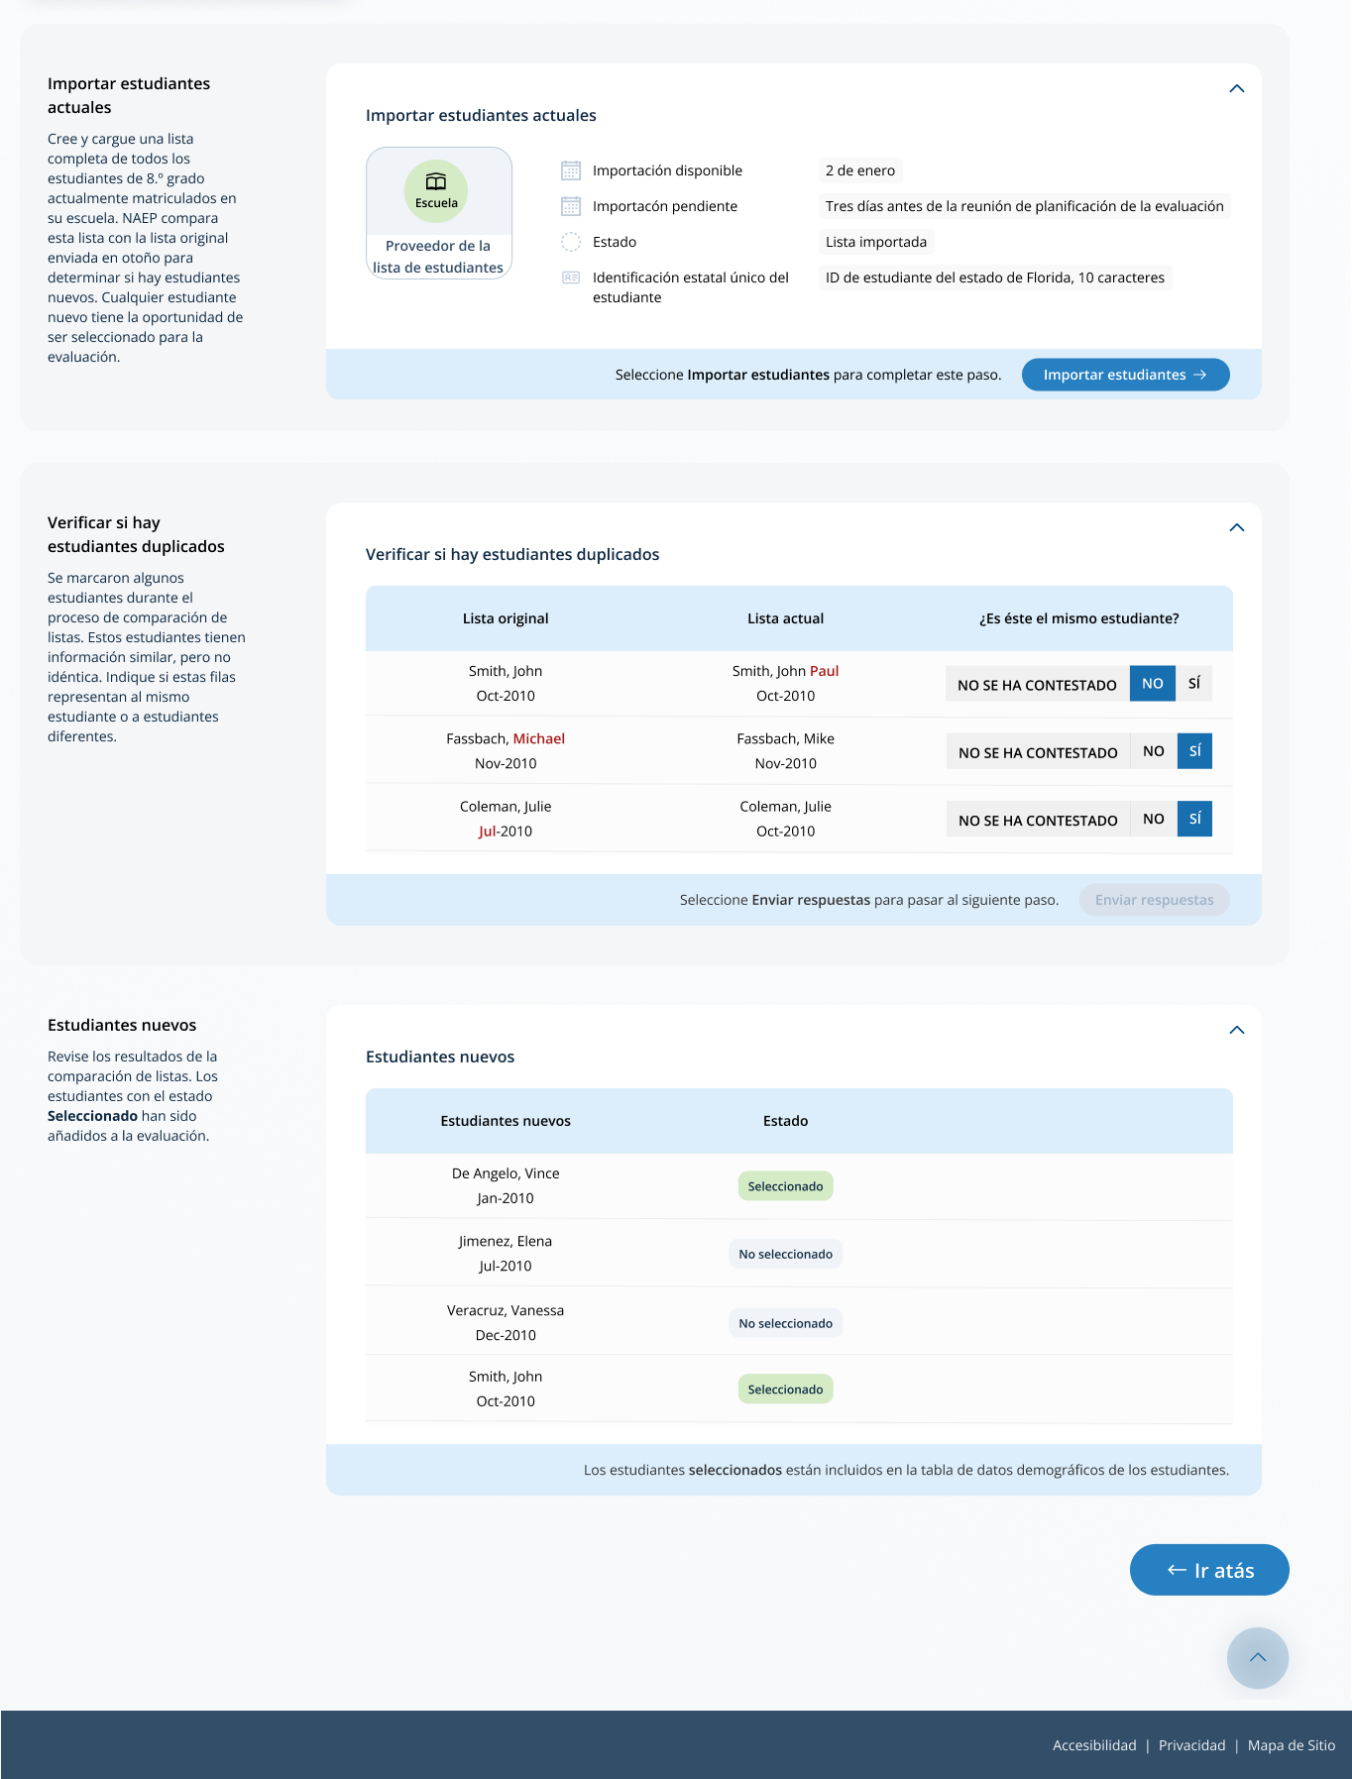 Importar estudiantes
actuales
Cree y cargue una lista
completa de todos los
estudiantes de 8.º grado
actualmente matriculados en
su escuela. NAEP compara
esta lista con la lista original
enviada en otoño para
determinar si hay estudiantes
nuevos. Cualquier estudiante
nuevo tiene la oportunidad de
ser seleccionado para la
evaluación.
Importar estudiantes actuales
Escuela
Proveedor de la
lista de estudiantes
Importación disponible 2 de enero
Importacón pendiente Tres días antes de la reunión de planificación de la evaluación
Estado Lista importada
Identificación estatal único del ID de estudiante del estado de Florida, 10 caracteres
estudiante
Seleccione Importar estudiantes para completar este paso. Importar estudiantes →
Verificar si hay
estudiantes duplicados
Se marcaron algunos
estudiantes durante el
proceso de comparación de
listas. Estos estudiantes tienen
información similar, pero no
idéntica. Indique si estas filas
representan al mismo
estudiante o a estudiantes
diferentes.
Verificar si hay estudiantes duplicados
Lista original Lista actual ¿Es éste el mismo estudiante?
Smith, John Smith, John Paul
Oct-2010 Oct-2010
NO SE HA CONTESTADO NO SÍ
Fassbach, Michael Fassbach, Mike
Nov-2010 Nov-2010
NO SE HA CONTESTADO NO SÍ
Coleman, Julie Coleman, Julie
Jul-2010 Oct-2010
NO SE HA CONTESTADO NO SÍ
Seleccione Enviar respuestas para pasar al siguiente paso. Enviar respuestas
Estudiantes nuevos
Revise los resultados de la
comparación de listas. Los
estudiantes con el estado
Seleccionado han sido
añadidos a la evaluación.
Estudiantes nuevos
Estudiantes nuevos Estado
De Angelo, Vince
Jan-2010
Seleccionado
Jimenez, Elena
Jul-2010
No seleccionado
Veracruz, Vanessa
Dec-2010
No seleccionado
Smith, John
Oct-2010
Seleccionado
Los estudiantes seleccionados están incluidos en la tabla de datos demográficos de los estudiantes.
← Ir atás
Accesibilidad | Privacidad | Mapa de Sitio